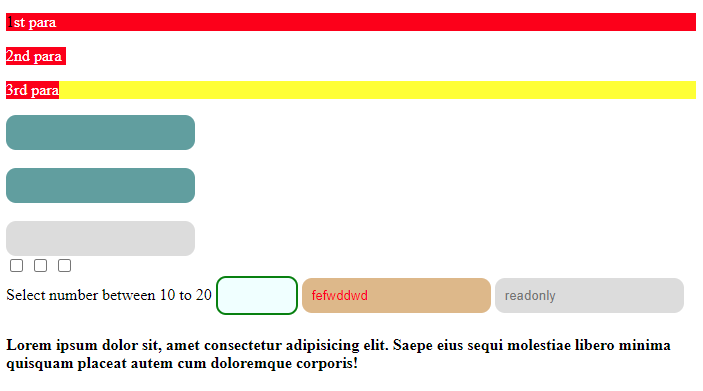 1st para
2nd para
3rd para
Select number between 10 to 20 fefwddwd readonly
Lorem ipsum dolor sit, amet consectetur adipisicing elit. Saepe eius sequi molestiae libero minima
quisquam placeat autem cum doloremque corporis!